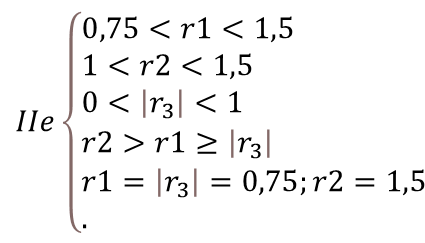 0,75 < r1 < 1,5
1 < r2 < 1,5
0 < |r₃| < 1
IIe
r2 > r1 ≥ |r₃|
r1 = |r₃| = 0,75; r2 = 1,5
.